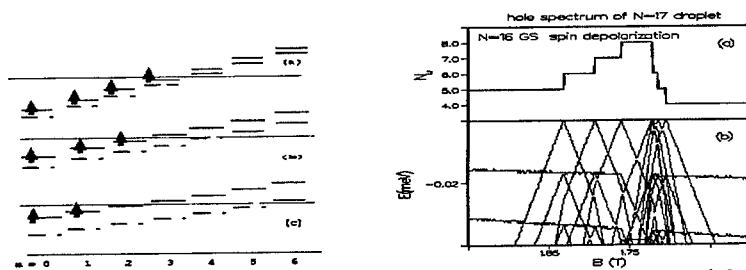 (a)
(b)
(c)
m = 0 1 2 3 4 5 6
hole spectrum of N=17 droplet
N=16 GS spin depolarization
(a)
8.0
7.0
6.0
5.0
4.0
(b)
E(meV)
-0.02
1.85
1.75
B (T)